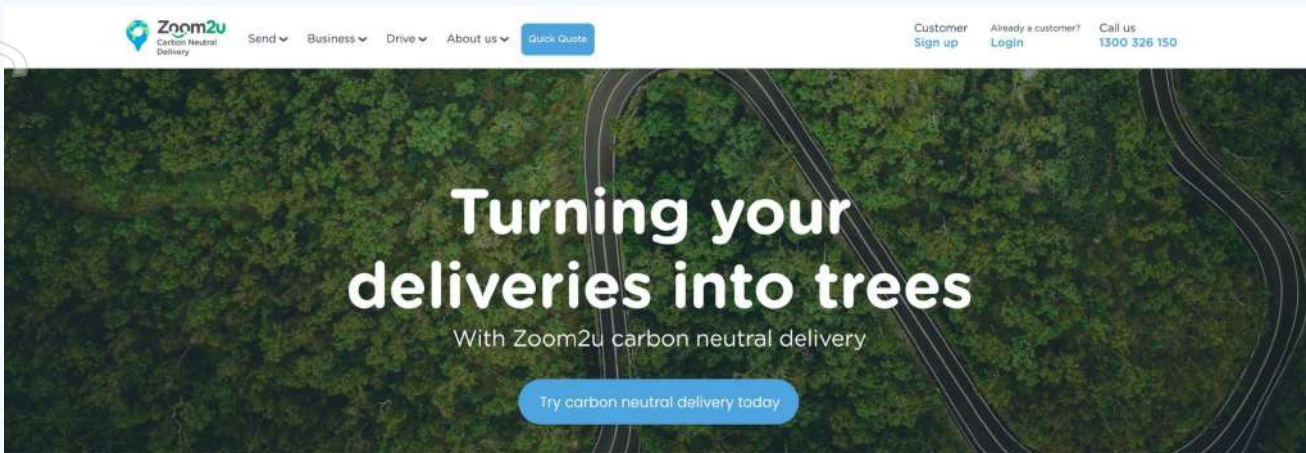 Zoom2u
Carbon Neutral
Delivery
Send
Business
Drive
About us
Quick Quote
Customer
Sign up
Already a customer?
Login
Call us
1300 326 150
Turning your
deliveries into trees
With Zoom2u carbon neutral delivery
Try carbon neutral delivery today